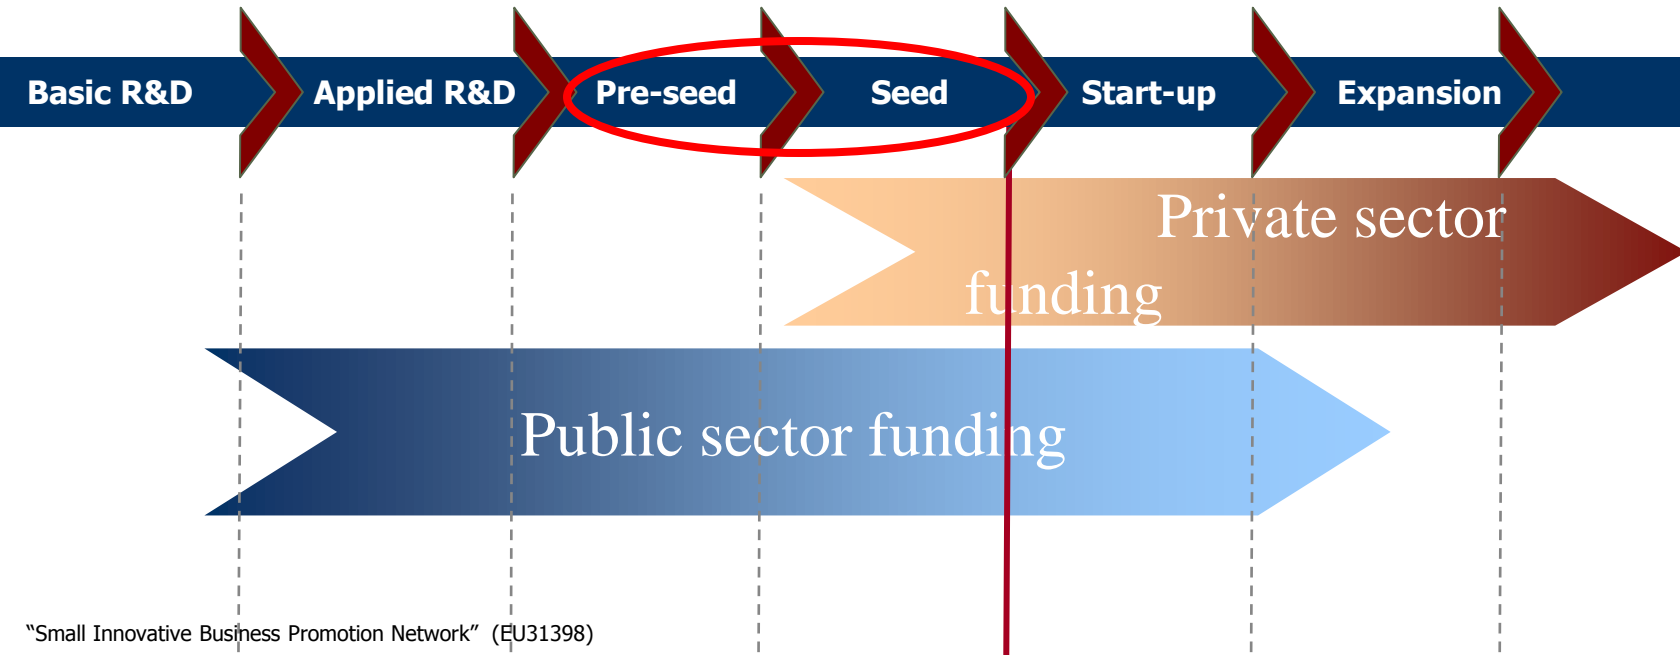 Basic R&D Applied R&D Pre-seed Seed Start-up Expansion
Private sector
funding
Public sector funding
“Small Innovative Business Promotion Network” (EU31398)